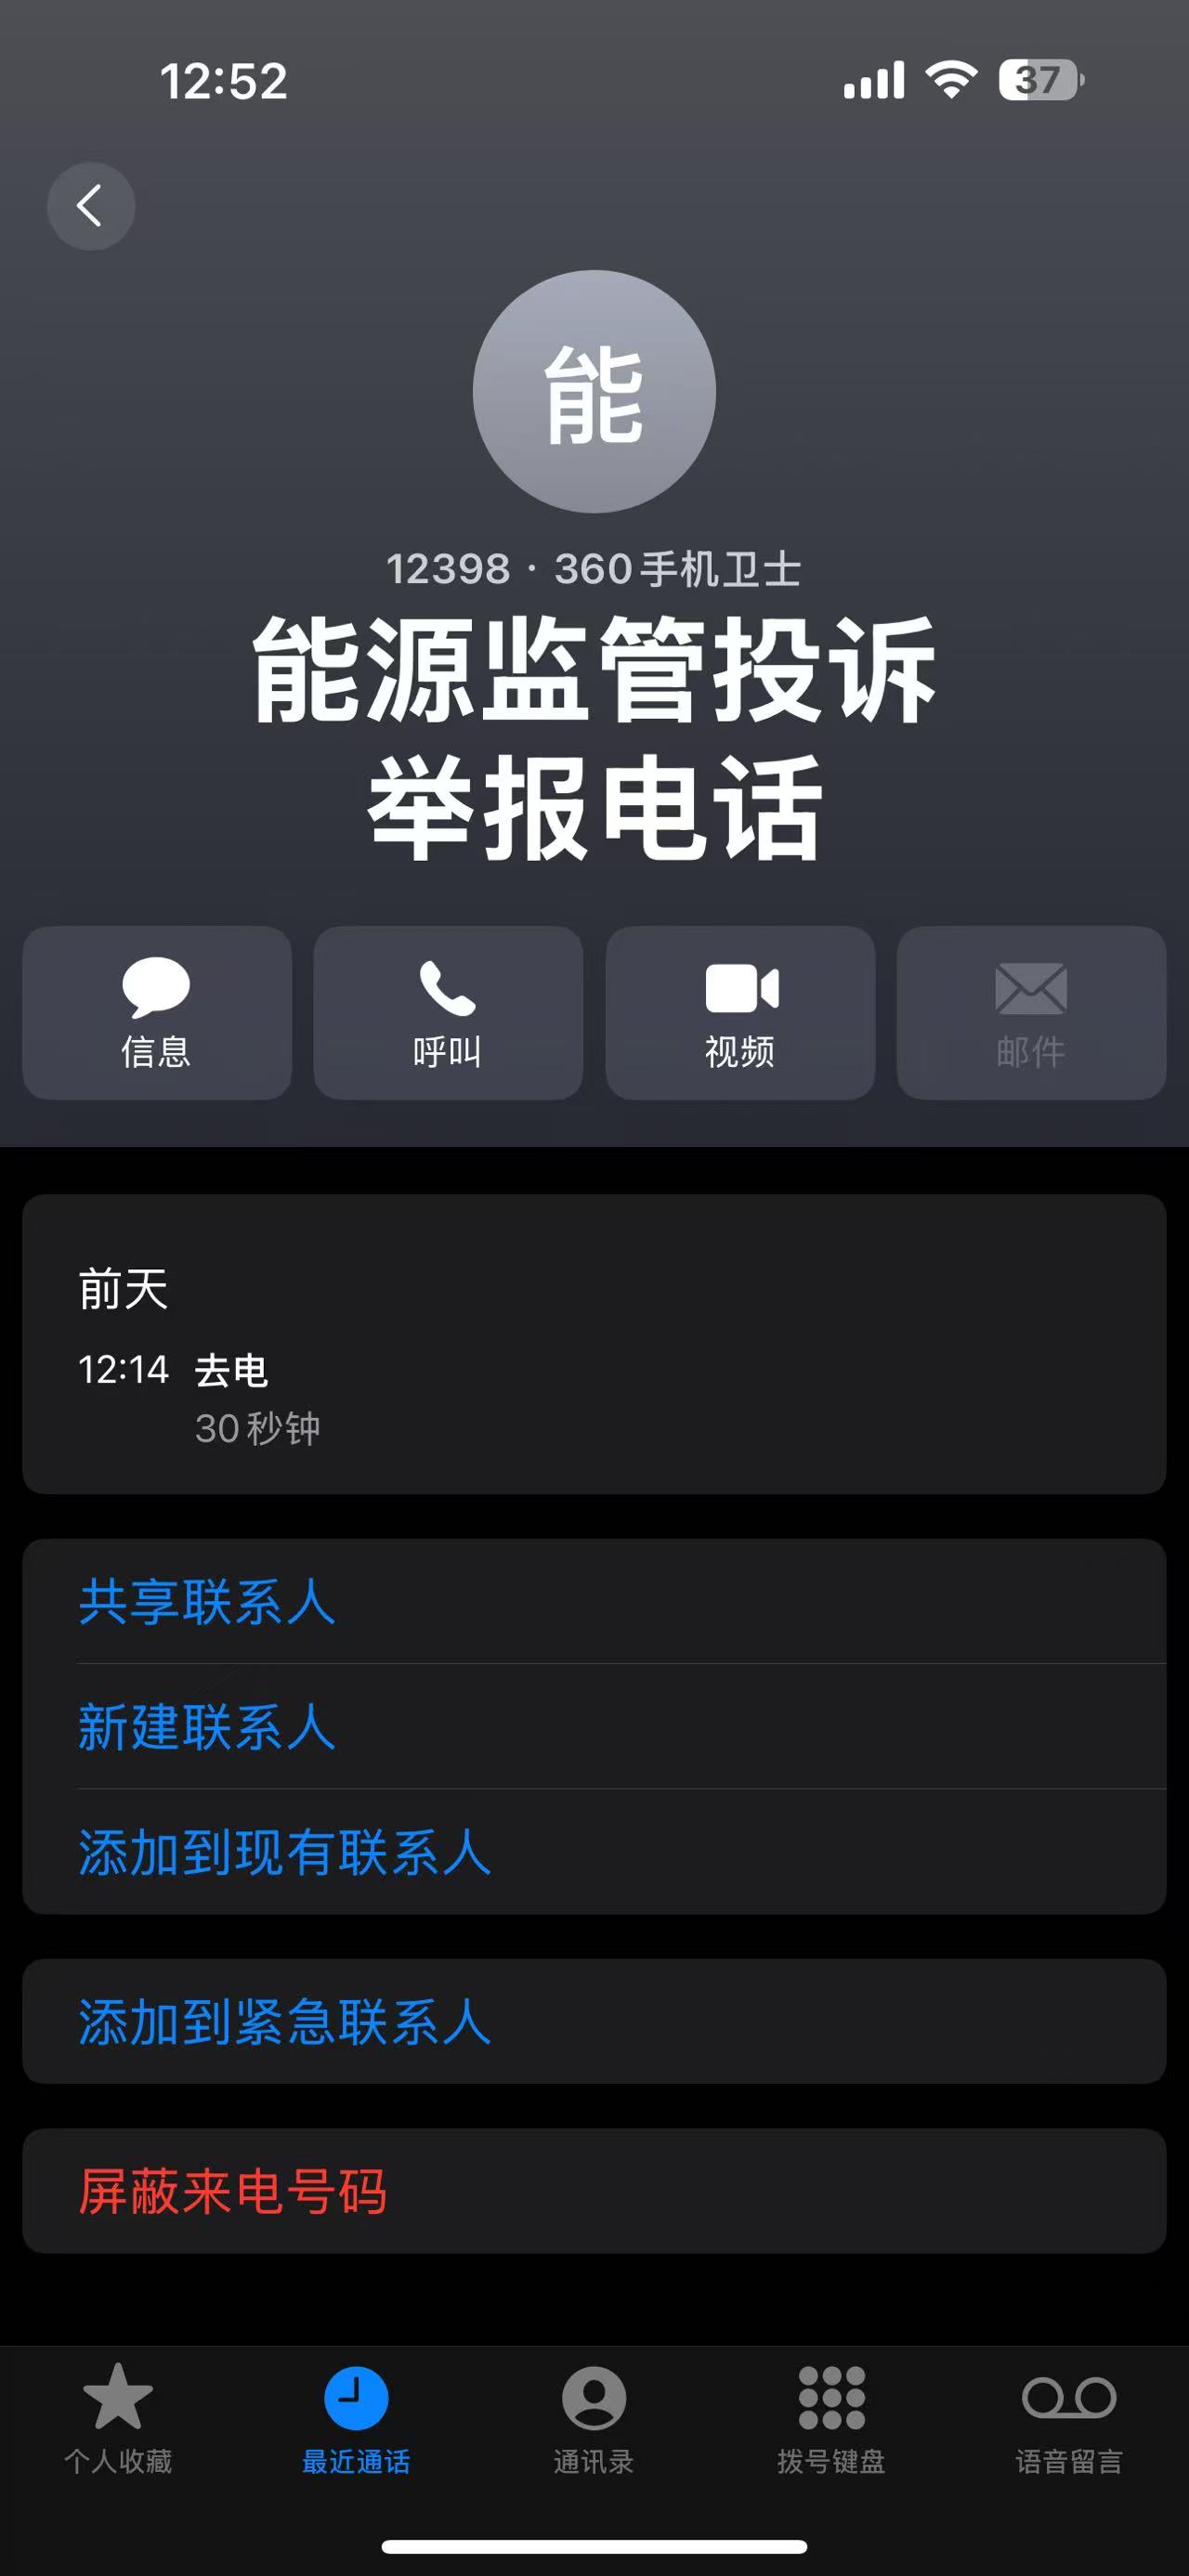 12:52
37
能
12398 · 360手机卫士
能源监管投诉
举报电话
信息
呼叫
视频
邮件
前天
12:14 去电
30秒钟
共享联系人
新建联系人
添加到现有联系人
添加到紧急联系人
屏蔽来电号码
个人收藏
最近通话
通讯录
拨号键盘
语音留言